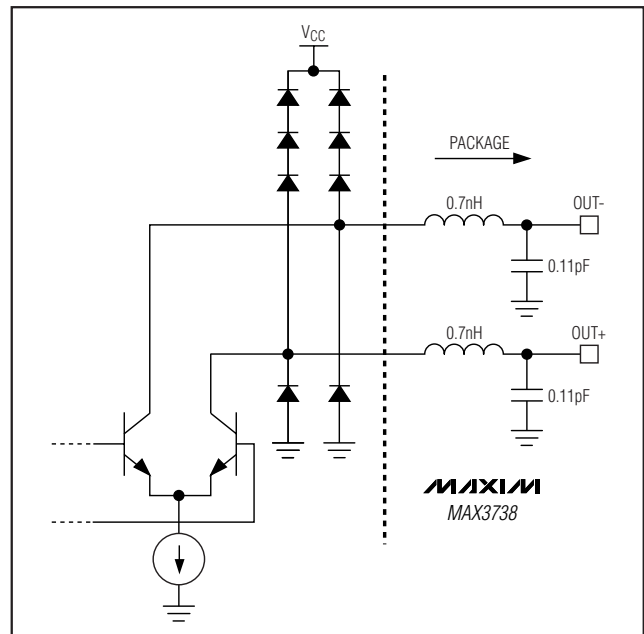 VCC
PACKAGE
0.7nH
OUT-
0.11pF
0.7nH
OUT+
0.11pF
MAXIM
MAX3738